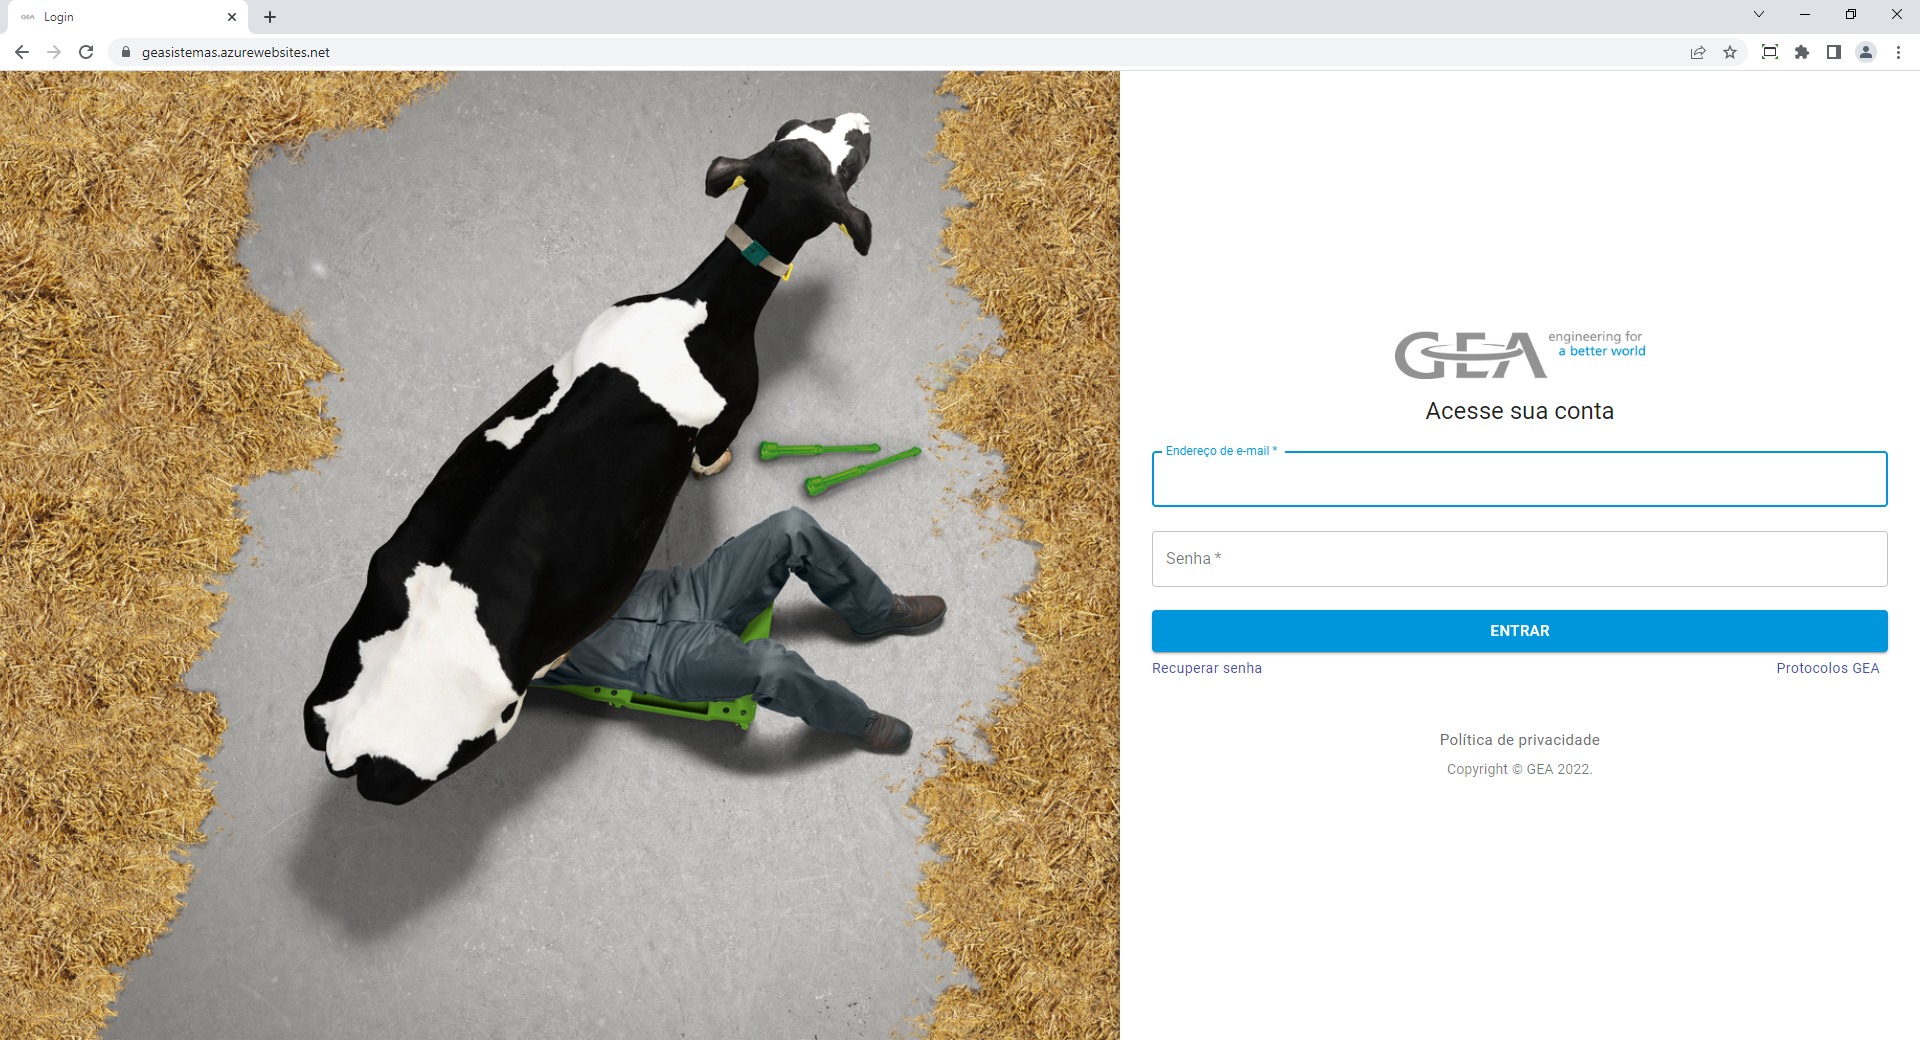 GEA Login
geasistemas.azurewebsites.net
GEA engineering for
a better world
Acesse sua conta
Endereço de e-mail *
Senha *
ENTRAR
Recuperar senha Protocolos GEA
Política de privacidade
Copyright © GEA 2022.